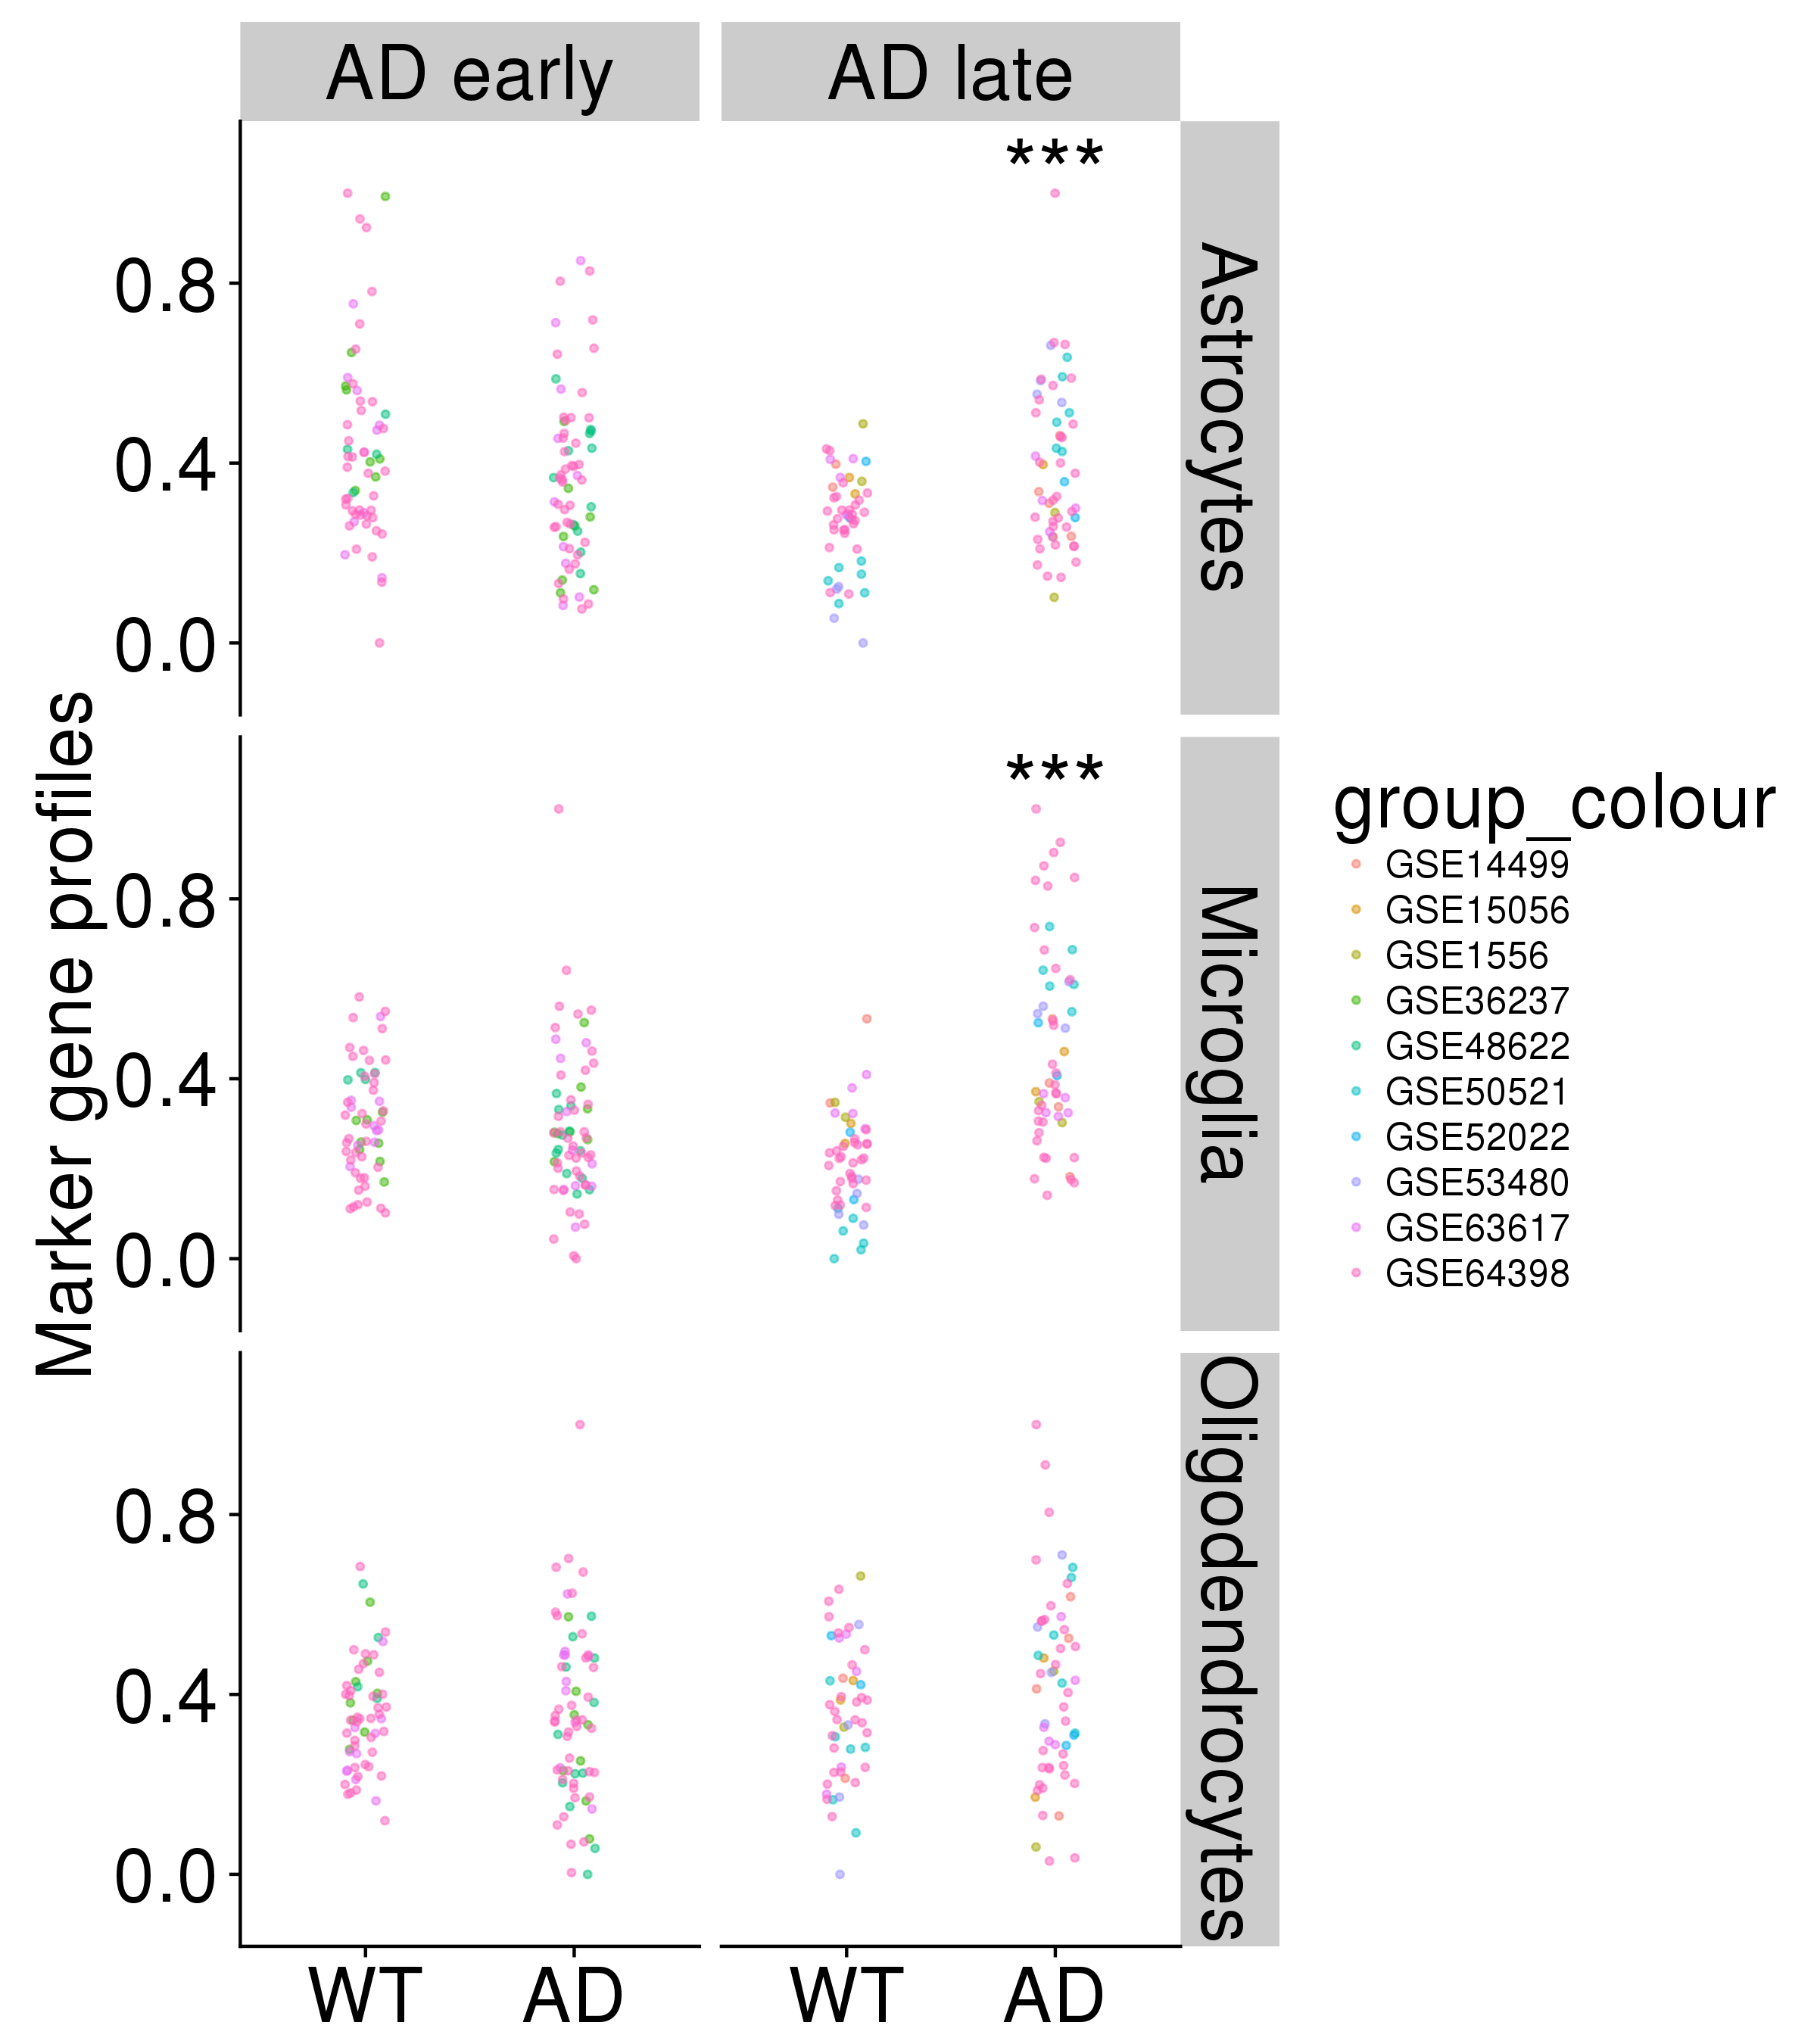 AD early
AD late
***
Astrocytes
0.8
0.4
0.0
Marker gene profiles
***
Microglia
0.8
0.4
0.0
Oligodendrocytes
0.8
0.4
0.0
WT
AD
WT
AD
group_colour
GSE14499
GSE15056
GSE1556
GSE36237
GSE48622
GSE50521
GSE52022
GSE53480
GSE63617
GSE64398